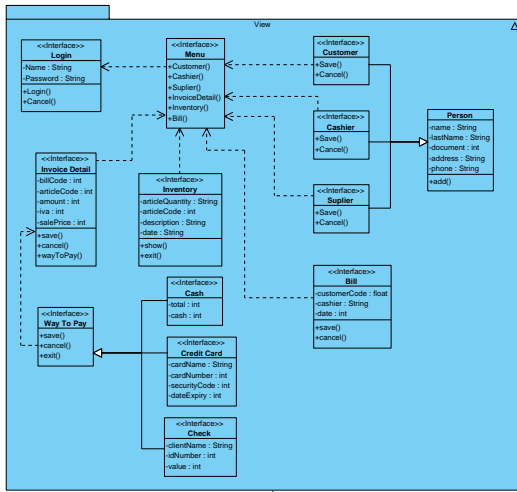 View
<<Interface>>
Login
-Name : String
-Password : String
+Login()
+Cancel()
<<Interface>>
Menu
+Customer()
+Cashier()
+Suplier()
+InvoiceDetail()
+Inventory()
+Bill()
<<Interface>>
Customer
+Save()
+Cancel()
<<Interface>>
Cashier
+Save()
+Cancel()
<<Interface>>
Suplier
+Save()
+Cancel()
<<Interface>>
Person
-name : String
-lastName : String
-document : int
-address : String
-phone : String
+add()
<<Interface>>
Invoice Detail
-billCode : int
-articleCode : int
-amount : int
-iva : int
-salePrice : int
+save()
+cancel()
+wayToPay()
<<Interface>>
Inventory
-articleQuantity : String
-articleCode : int
-description : String
-date : String
+show()
+exit()
<<Interface>>
Bill
-customerCode : float
-cashier : String
-date : int
+save()
+cancel()
<<Interface>>
Way To Pay
+save()
+cancel()
+exit()
<<Interface>>
Cash
-total : int
-cash : int
<<Interface>>
Credit Card
-cardName : String
-cardNumber : int
-securityCode : int
-dateExpiry : int
<<Interface>>
Check
-clientName : String
-idNumber : int
-value : int